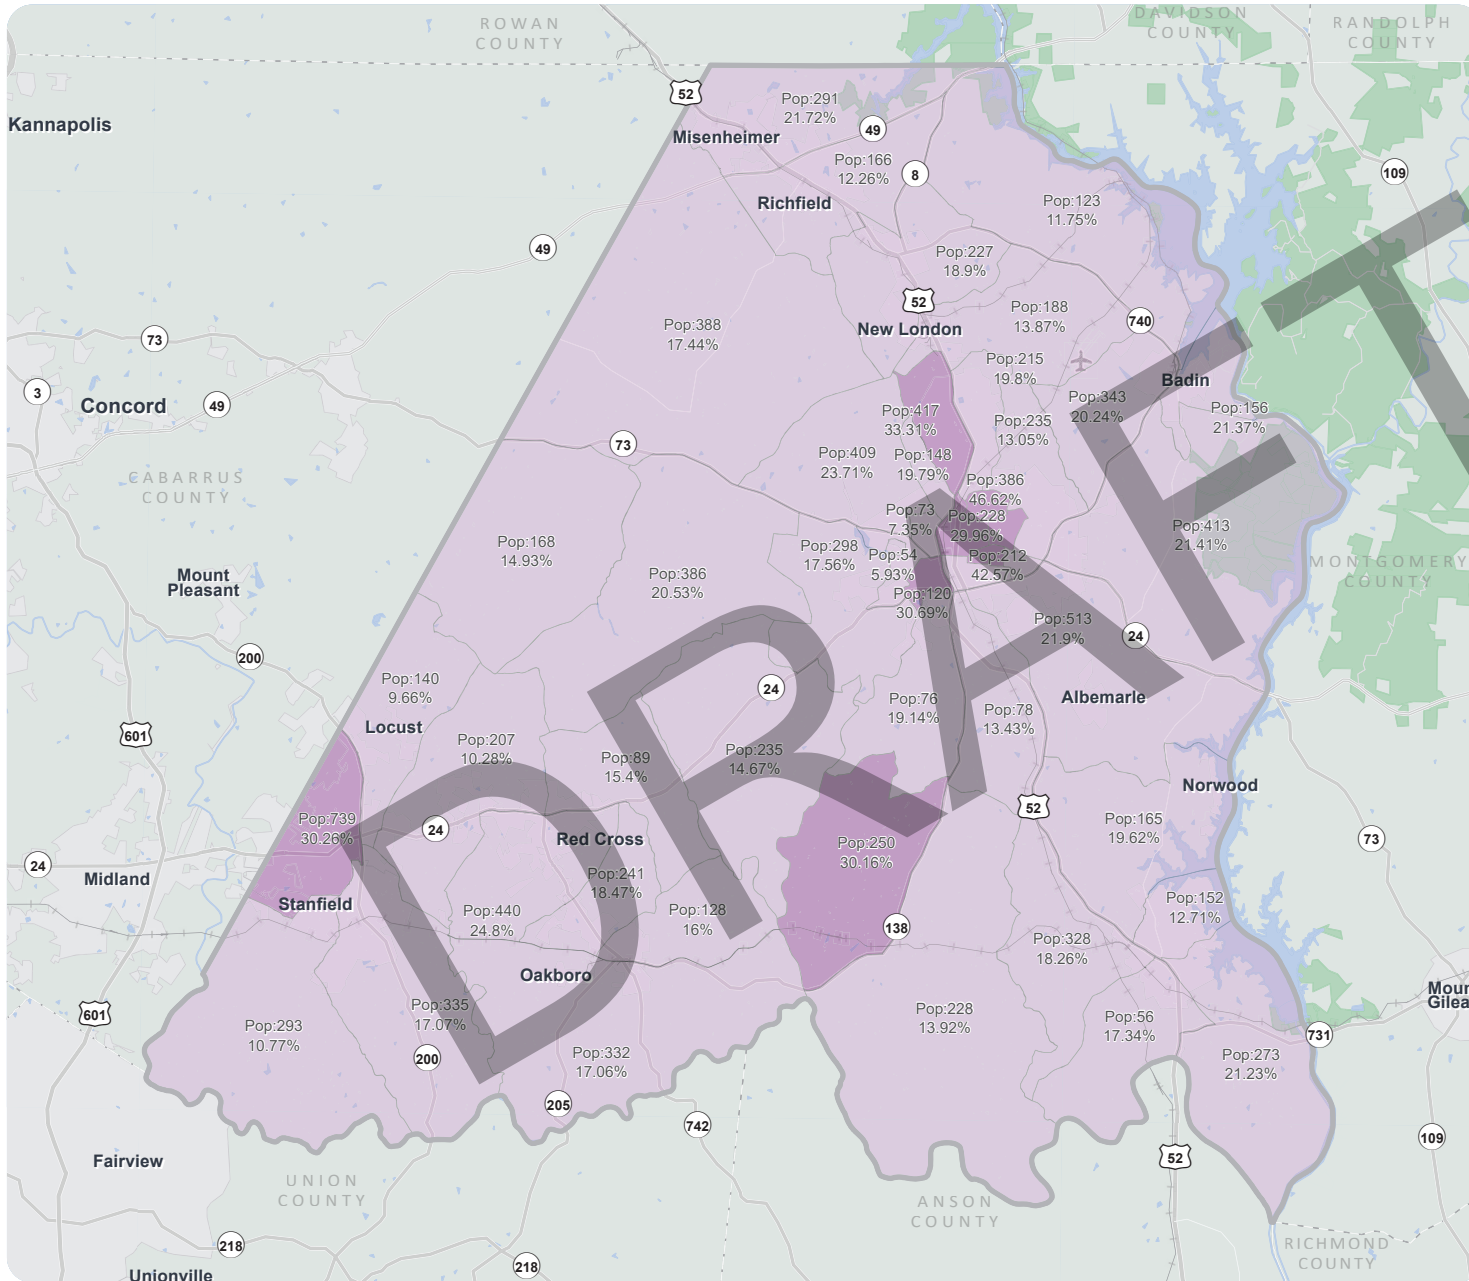 ROWAN
COUNTY
DAVIDSON
COUNTY
RANDOLPH
COUNTY
52
Pop:291
21.72%
Kannapolis
49
Misenheimer
Pop:166
12.26%
8
109
Richfield
Pop:123
11.75%
49
Pop:227
18.9%
52
Pop:188
13.87%
740
New London
Pop:388
17.44%
73
Pop:215
19.8%
Badin
3
Concord
49
Pop:343
20.24%
Pop:156
21.37%
Pop:417
33.31%
Pop:235
13.05%
73
Pop:409
23.71%
Pop:148
19.79%
CABARRUS
COUNTY
Pop:386
46.62%
Pop:73
7.35%
Pop:228
29.96%
Pop:413
21.41%
Pop:168
14.93%
Pop:298
17.56%
Pop:54
5.93%
Pop:212
42.57%
MONTGOMERY
COUNTY
Mount
Pleasant
Pop:386
20.53%
Pop:120
30.69%
Pop:513
21.9%
24
200
Pop:140
9.66%
24
Pop:76
19.14%
Albemarle
Pop:78
13.43%
Locust
601
Pop:207
10.28%
Pop:89
15.4%
Pop:235
14.67%
Norwood
52
Pop:739
30.26%
24
Red Cross
Pop:250
30.16%
Pop:165
19.62%
73
24
Midland
Pop:241
18.47%
Stanfield
Pop:440
24.8%
Pop:128
16%
138
Pop:152
12.71%
Pop:328
18.26%
Oakboro
Moun
Gilea
601
Pop:293
10.77%
Pop:335
17.07%
Pop:228
13.92%
Pop:56
17.34%
731
200
Pop:332
17.06%
Pop:273
21.23%
205
742
109
Fairview
52
UNION
COUNTY
ANSON
COUNTY
218
218
RICHMOND
COUNTY
Unionville
DRAFT